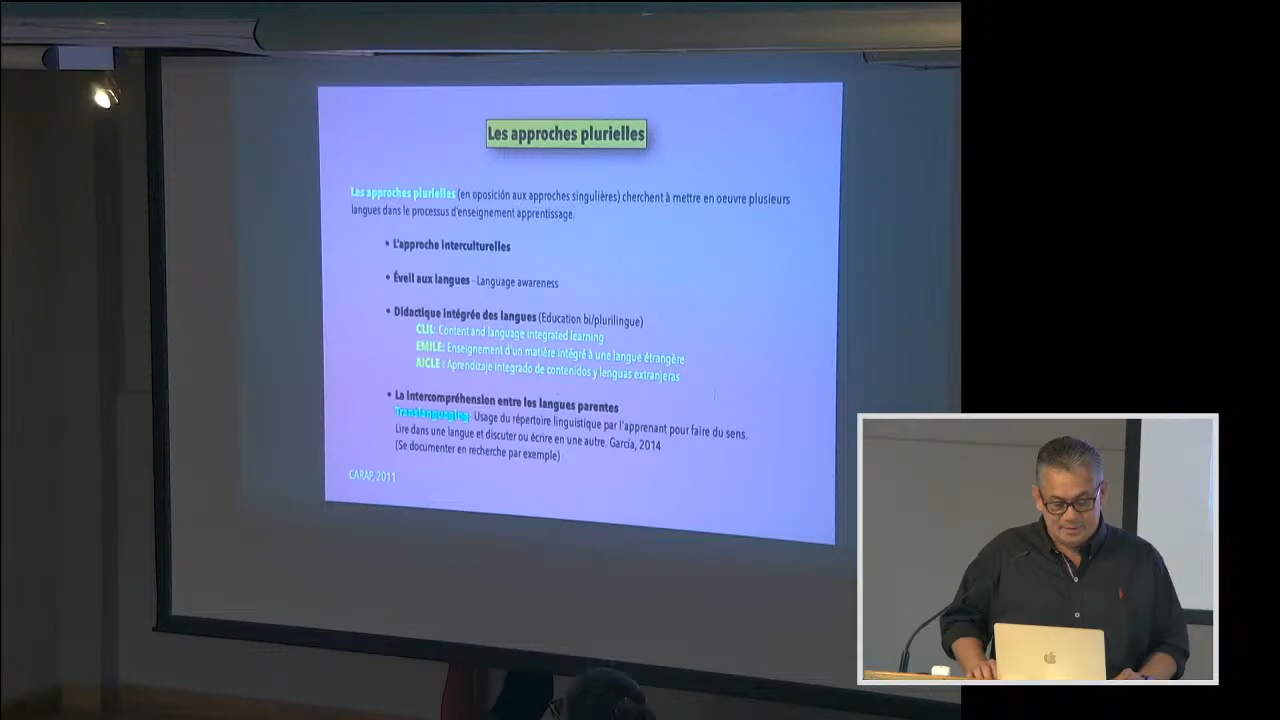 Les approches plurielles
Les approches plurielles (en oposición aux approches singulières) cherchent à mettre en oeuvre plusieurs
langues dans le processus d'enseignement apprentissage.
• L'approche interculturelles
• Éveil aux langues - Language awareness
• Didactique intégrée des langues (Education bi/plurilingue)
CLIL: Content and language integrated learning
EMILE: Enseignement d'un matière intégré à une langue étrangère
AICLE : Aprendizaje integrado de contenidos y lenguas extranjeras
• La intercompréhension entre les langues parentes
Translanguaging: Usage du répertoire linguistique par l'apprenant pour faire du sens.
Lire dans une langue et discuter ou écrire en une autre. García, 2014
(Se documenter en recherche par exemple)
CARAP, 2011